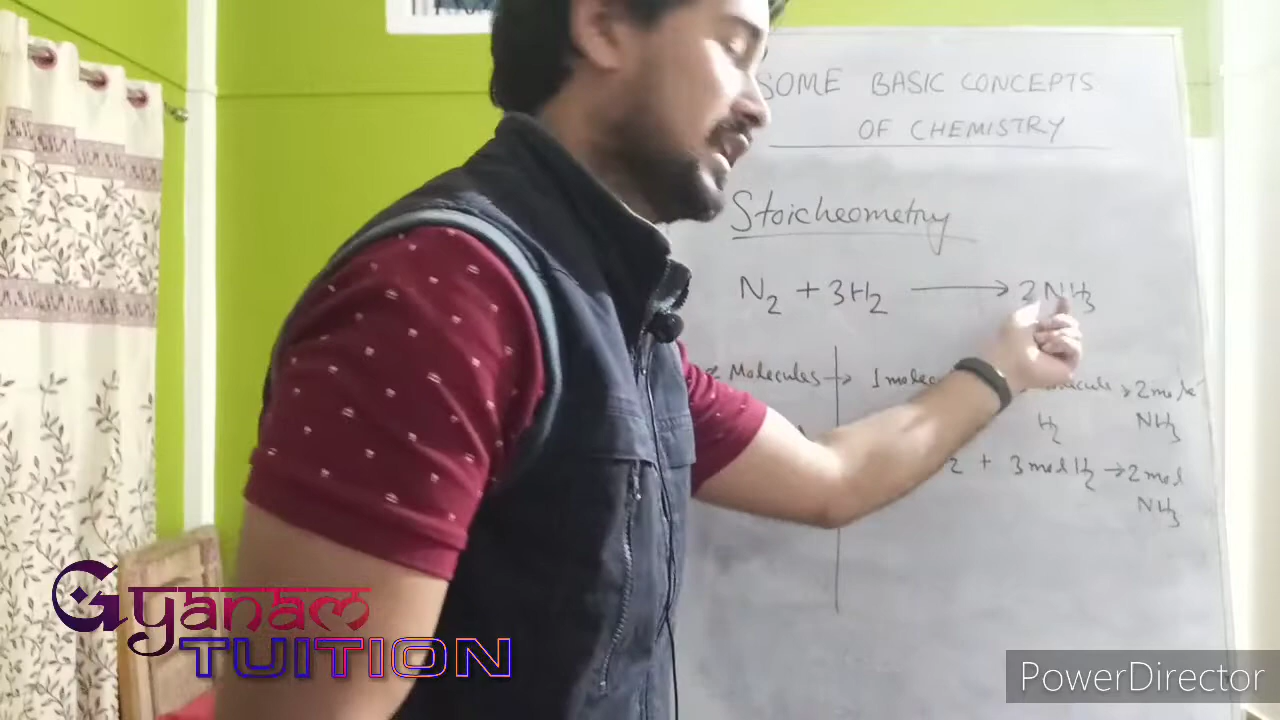 SOME BASIC CONCEPTS
OF CHEMISTRY
Stoicheometry
N2 + 3H2 → 2NH3
Molecules → 1 molec → 2 mole
H2 NH3
2 + 3 mol H2 → 2 mol
NH3
Gyanam
TUITION
PowerDirector